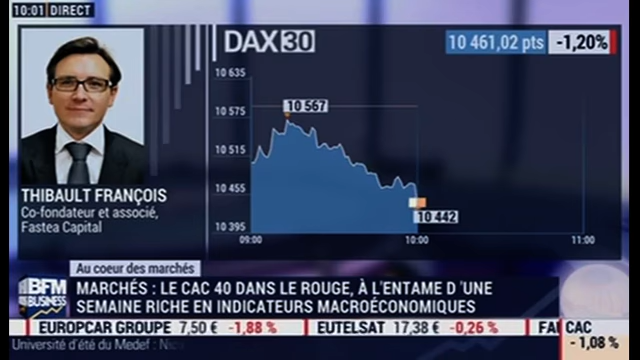 10:01 DIRECT
DAX30
10 461,02 pts -1,20%
10 635
10 575
10 515
10 455
10 395
10 567
10 442
09:00 10:00 11:00
THIBAULT FRANÇOIS
Co-fondateur et associé,
Fastea Capital
Au coeur des marchés
BFM
BUSINESS
MARCHÉS : LE CAC 40 DANS LE ROUGE, À L'ENTAME D 'UNE
SEMAINE RICHE EN INDICATEURS MACROÉCONOMIQUES
EUROPCAR GROUPE 7,50 € -1,88 % EUTELSAT 17,38 € -0,26 % CAC
Université d'été du Medef : - 1,08 %